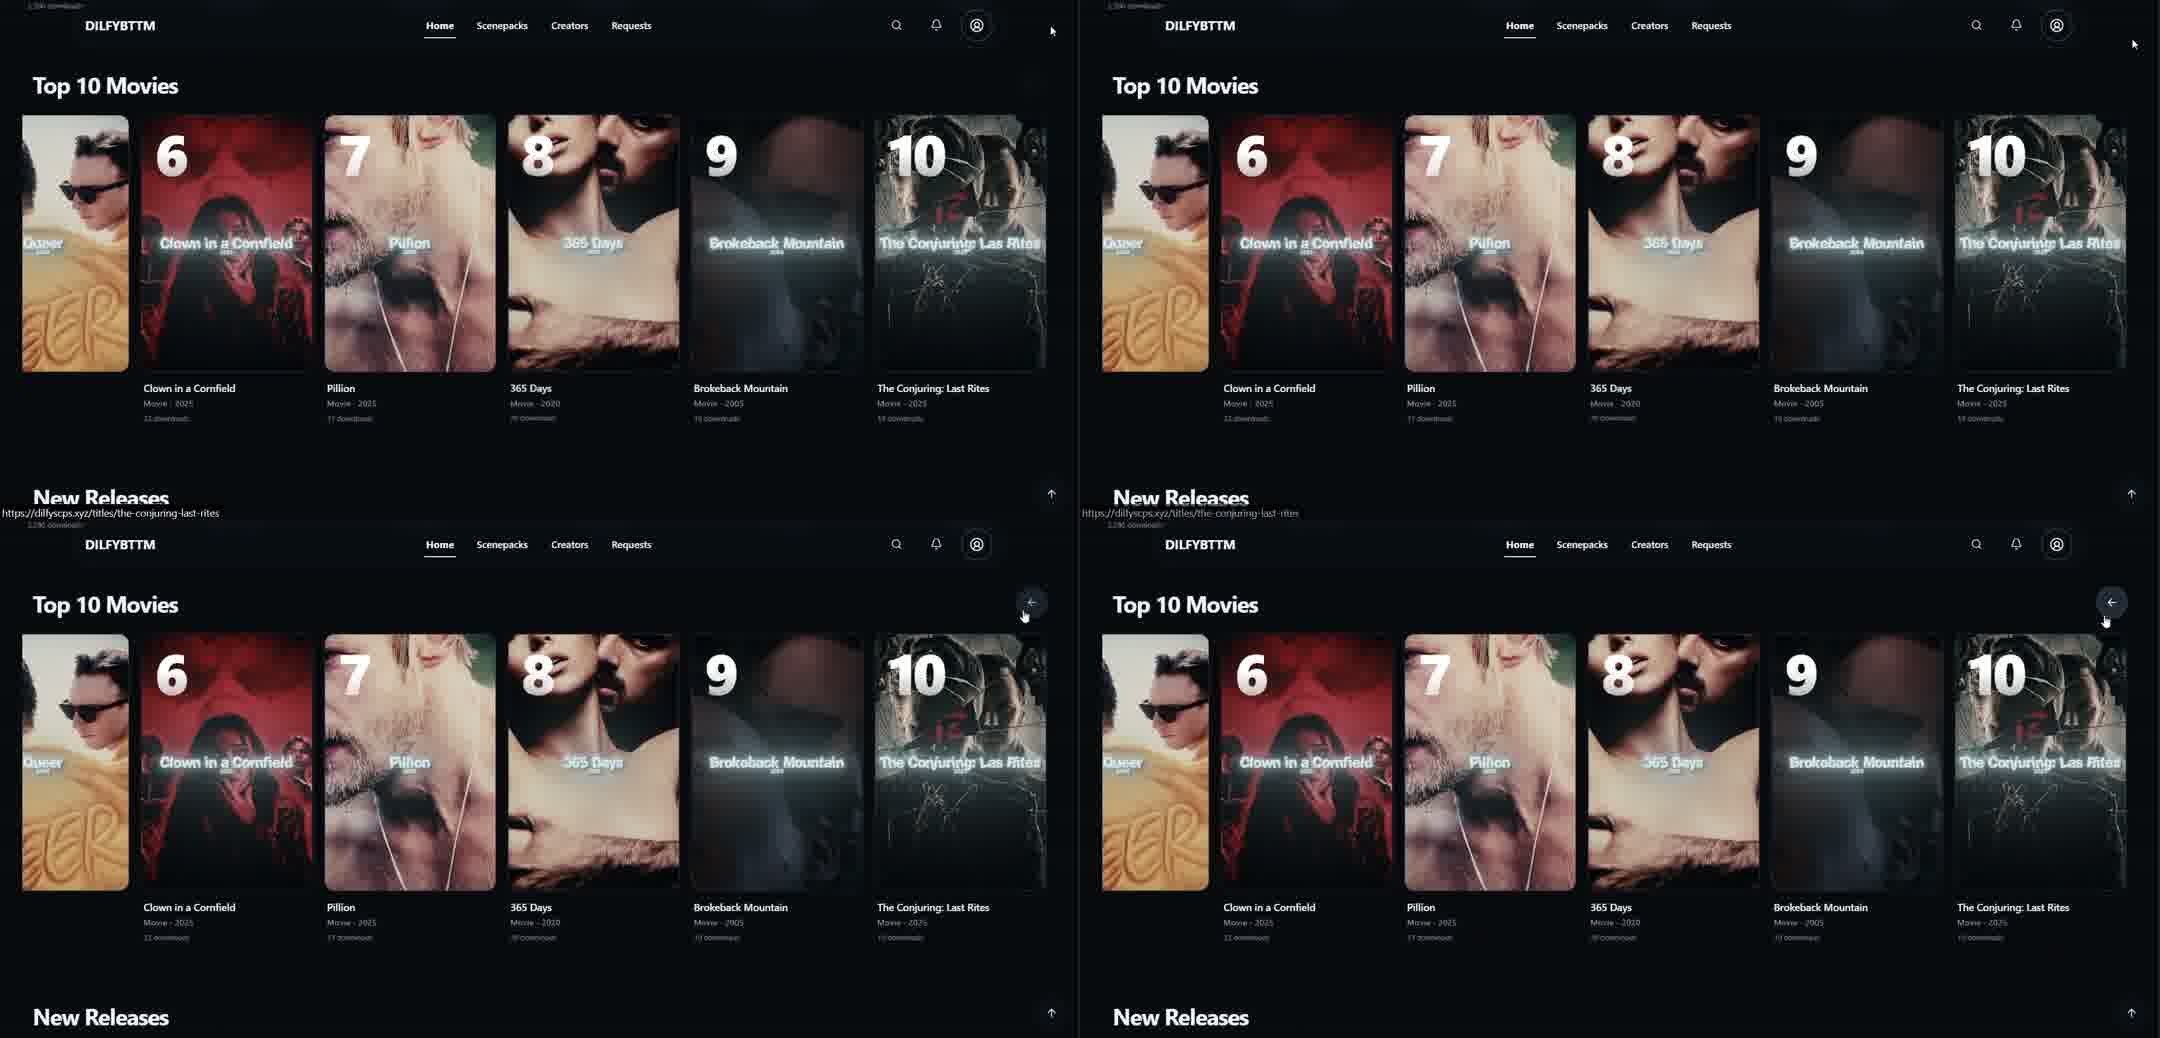 DILFYBTTM Home Scenepacks Creators Requests
Top 10 Movies
6 7 8 9 10
Queer Clown in a Cornfield Pillion 365 Days Brokeback Mountain The Conjuring: Las Rites
Clown in a Cornfield Pillion 365 Days Brokeback Mountain The Conjuring: Last Rites
Movie - 2025 Movie - 2025 Movie - 2020 Movie - 2005 Movie - 2025
New Releases
https://dillyscps.xyz/titles/the-conjuring-last-rites
DILFYBTTM Home Scenepacks Creators Requests
Top 10 Movies
6 7 8 9 10
Queer Clown in a Cornfield Pillion 365 Days Brokeback Mountain The Conjuring: Las Rites
Clown in a Cornfield Pillion 365 Days Brokeback Mountain The Conjuring: Last Rites
Movie - 2025 Movie - 2025 Movie - 2020 Movie - 2005 Movie - 2025
New Releases
https://dillyscps.xyz/titles/the-conjuring-last-rites
DILFYBTTM Home Scenepacks Creators Requests
Top 10 Movies
6 7 8 9 10
Queer Clown in a Cornfield Pillion 365 Days Brokeback Mountain The Conjuring: Las Rites
Clown in a Cornfield Pillion 365 Days Brokeback Mountain The Conjuring: Last Rites
Movie - 2025 Movie - 2025 Movie - 2020 Movie - 2005 Movie - 2025
New Releases
DILFYBTTM Home Scenepacks Creators Requests
Top 10 Movies
6 7 8 9 10
Queer Clown in a Cornfield Pillion 365 Days Brokeback Mountain The Conjuring: Las Rites
Clown in a Cornfield Pillion 365 Days Brokeback Mountain The Conjuring: Last Rites
Movie - 2025 Movie - 2025 Movie - 2020 Movie - 2005 Movie - 2025
New Releases